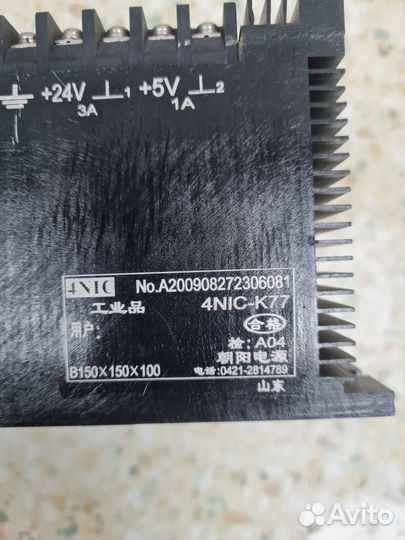 +24V ⊥1 +5V ⊥2
3A 1A
4NIC No.A200908272306081
工业品 4NIC-K77
用户: 合格
检: A04
朝阳电源
B150×150×100 电话:0421-2814789
山东
Avito